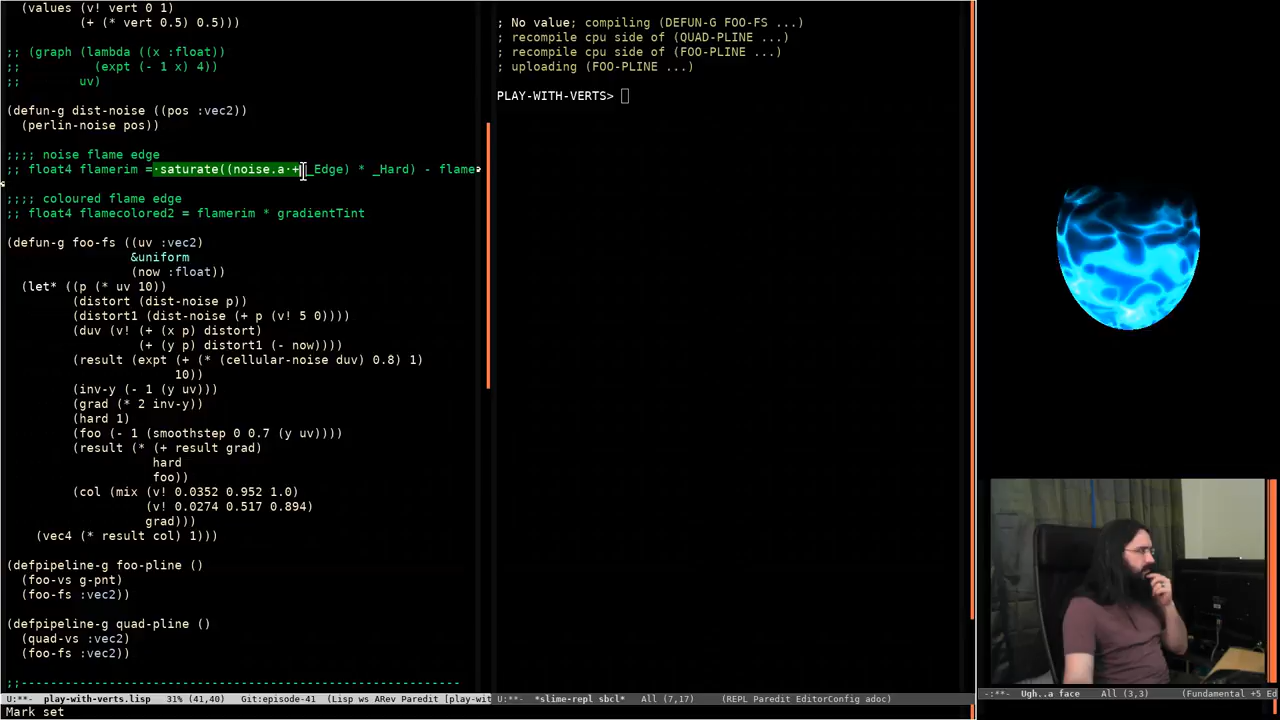 (values (v! vert 0 1)
(+ (* vert 0.5) 0.5)))
;; (graph (lambda ((x :float))
;; (expt (- 1 x) 4))
;; uv)
(defun-g dist-noise ((pos :vec2))
(perlin-noise pos))
;;;; noise flame edge
;; float4 flamerim = saturate((noise.a + _Edge) * _Hard) - flame
;;;; coloured flame edge
;; float4 flamecolored2 = flamerim * gradientTint
(defun-g foo-fs ((uv :vec2)
&uniform
(now :float))
(let* ((p (* uv 10))
(distort (dist-noise p))
(distort1 (dist-noise (+ p (v! 5 0))))
(duv (v! (+ (x p) distort)
(+ (y p) distort1 (- now))))
(result (expt (+ (* (cellular-noise duv) 0.8) 1)
10))
(inv-y (- 1 (y uv)))
(grad (* 2 inv-y))
(hard 1)
(foo (- 1 (smoothstep 0 0.7 (y uv))))
(result (* (+ result grad)
hard
foo))
(col (mix (v! 0.0352 0.952 1.0)
(v! 0.0274 0.517 0.894)
grad)))
(vec4 (* result col) 1)))
(defpipeline-g foo-pline ()
(foo-vs g-pnt)
(foo-fs :vec2))
(defpipeline-g quad-pline ()
(quad-vs :vec2)
(foo-fs :vec2))
;;------------------------------------------------------------
U:**- play-with-verts.lisp 31% (41,40) Git:episode-41 (Lisp ws ARev Paredit [play-wit
Mark set
; No value; compiling (DEFUN-G FOO-FS ...)
; recompile cpu side of (QUAD-PLINE ...)
; recompile cpu side of (FOO-PLINE ...)
; uploading (FOO-PLINE ...)
PLAY-WITH-VERTS>
U:**- *slime-repl sbcl* All (7,17) (REPL Paredit EditorConfig adoc)
-:**- Ugh..a face All (3,3) (Fundamental +5 Ed